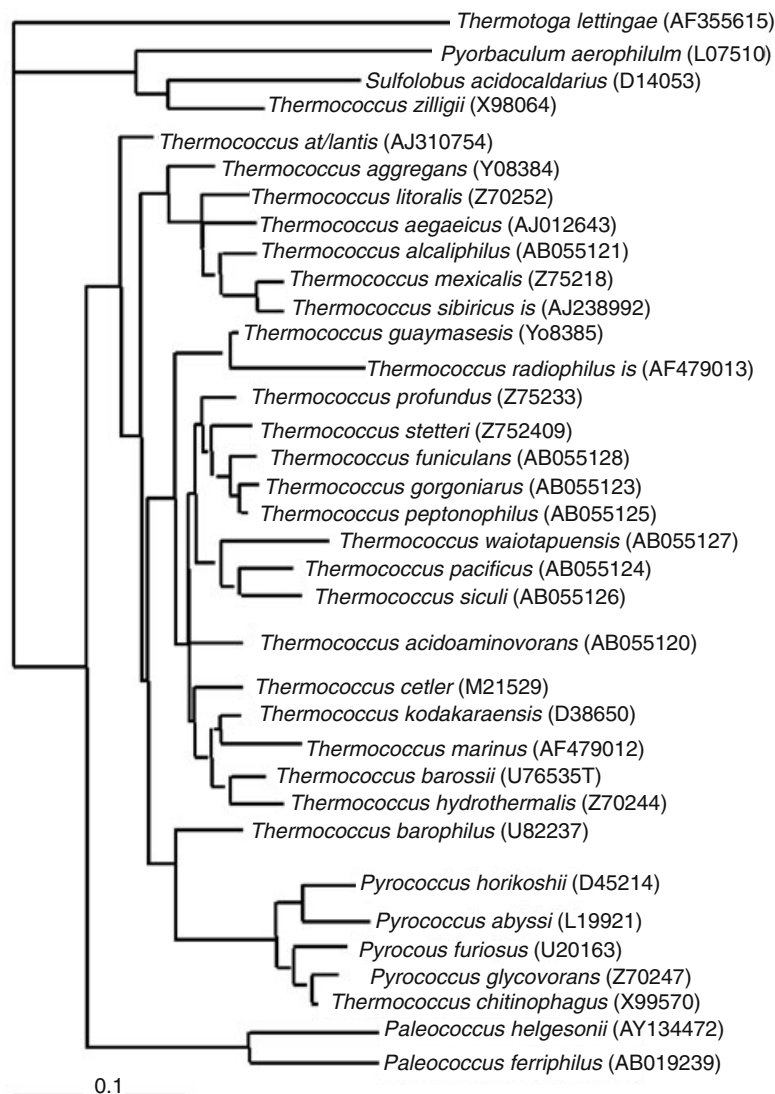 Thermotoga lettingae (AF355615)
Pyorbaculum aerophilulm (L07510)
Sulfolobus acidocaldarius (D14053)
Thermococcus zilligii (X98064)
Thermococcus at/lantis (AJ310754)
Thermococcus aggregans (Y08384)
Thermococcus litoralis (Z70252)
Thermococcus aegaeicus (AJ012643)
Thermococcus alcaliphilus (AB055121)
Thermococcus mexicalis (Z75218)
Thermococcus sibiricus is (AJ238992)
Thermococcus guaymasesis (Yo8385)
Thermococcus radiophilus is (AF479013)
Thermococcus profundus (Z75233)
Thermococcus stetteri (Z752409)
Thermococcus funiculans (AB055128)
Thermococcus gorgoniarus (AB055123)
Thermococcus peptonophilus (AB055125)
Thermococcus waiotapuensis (AB055127)
Thermococcus pacificus (AB055124)
Thermococcus siculi (AB055126)
Thermococcus acidoaminovorans (AB055120)
Thermococcus cetler (M21529)
Thermococcus kodakaraensis (D38650)
Thermococcus marinus (AF479012)
Thermococcus barossii (U76535T)
Thermococcus hydrothermalis (Z70244)
Thermococcus barophilus (U82237)
Pyrococcus horikoshii (D45214)
Pyrococcus abyssi (L19921)
Pyrocous furiosus (U20163)
Pyrococcus glycovorans (Z70247)
Thermococcus chitinophagus (X99570)
Paleococcus helgesonii (AY134472)
Paleococcus ferriphilus (AB019239)
0.1